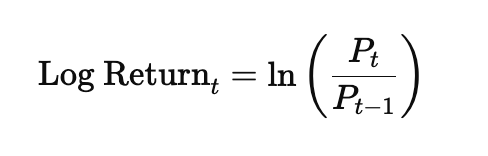 Log Return_t = ln(P_t / P_{t−1})